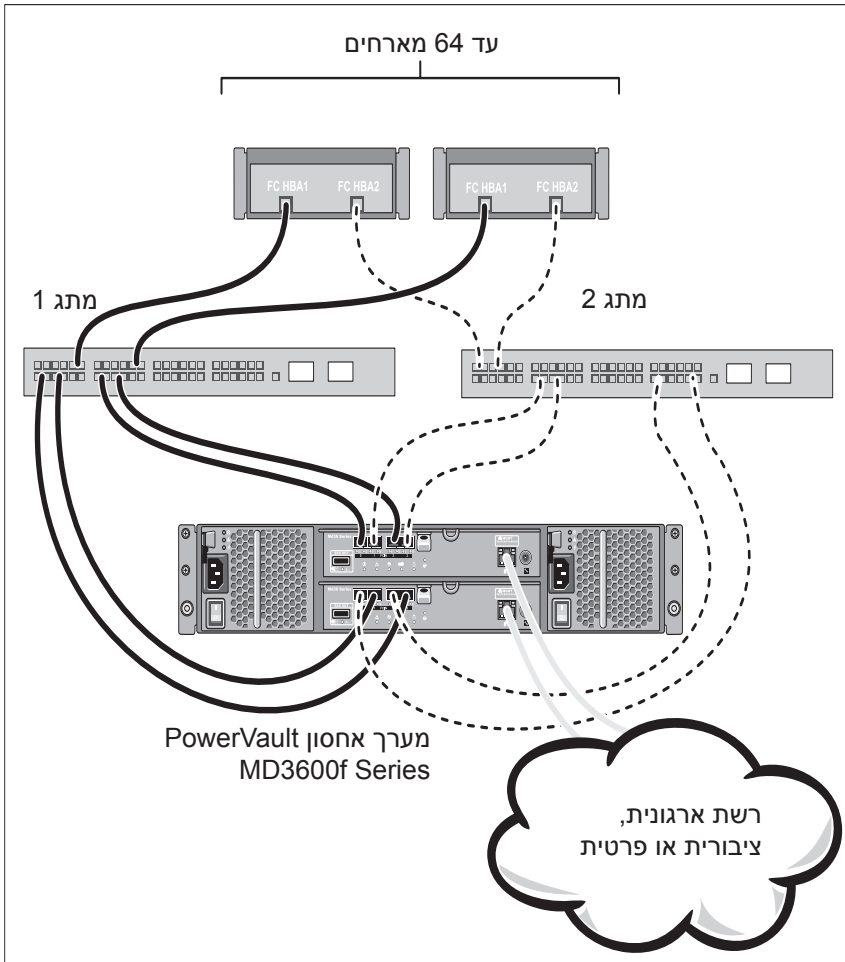 עד 64 מארחים
FC HBA1 FC HBA2 FC HBA1 FC HBA2
מתג 1
מתג 2
מערך אחסון PowerVault
MD3600f Series
רשת ארגונית,
ציבורית או פרטית